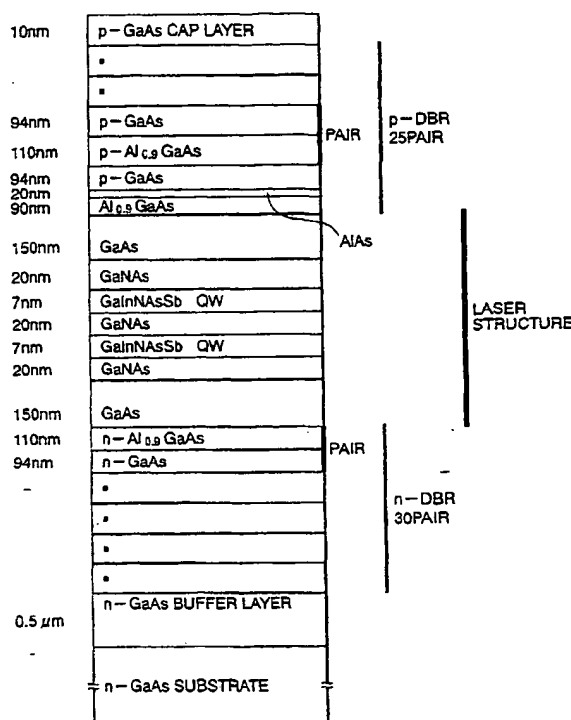 10nm p-GaAs CAP LAYER
94nm p-GaAs
110nm p-Al0.9GaAs
PAIR
p-DBR
25PAIR
94nm p-GaAs
20nm
90nm Al0.9GaAs
AlAs
150nm GaAs
20nm GaNAs
7nm GaInNAsSb QW
20nm GaNAs
7nm GaInNAsSb QW
20nm GaNAs
LASER
STRUCTURE
150nm GaAs
110nm n-Al0.9GaAs
94nm n-GaAs
PAIR
n-DBR
30PAIR
n-GaAs BUFFER LAYER
0.5 μm
n-GaAs SUBSTRATE